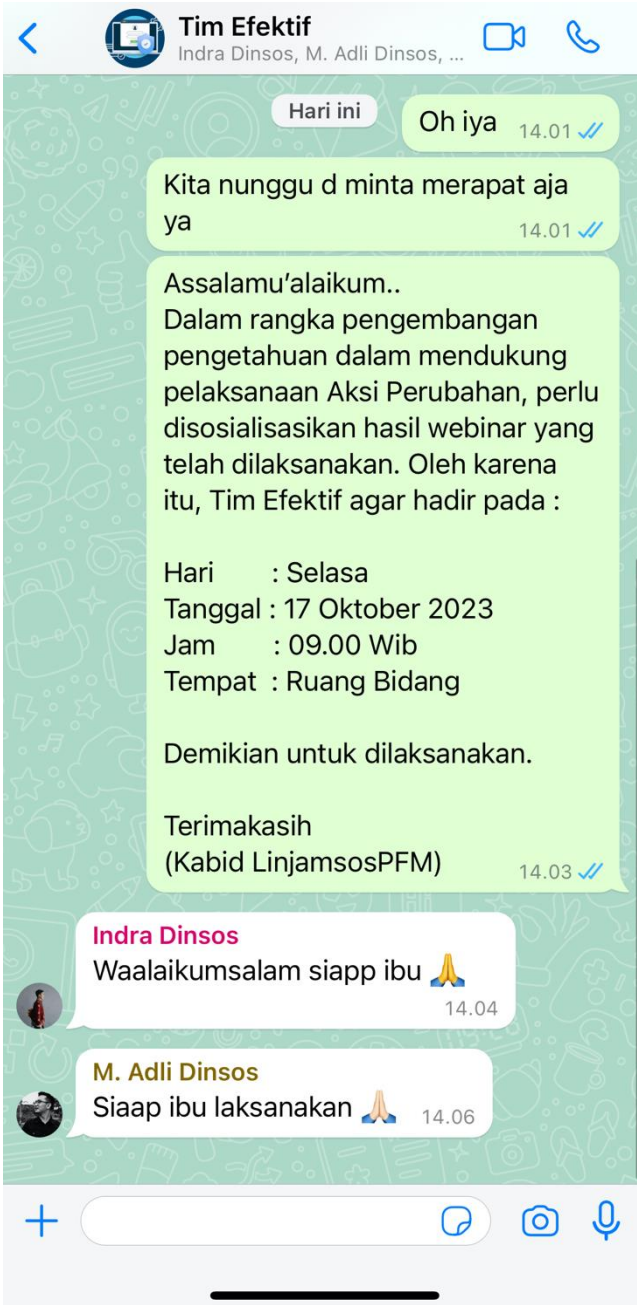 Tim Efektif
Indra Dinsos, M. Adli Dinsos, ...
Hari ini
Oh iya 14.01
Kita nunggu d minta merapat aja
ya 14.01
Assalamu’alaikum..
Dalam rangka pengembangan
pengetahuan dalam mendukung
pelaksanaan Aksi Perubahan, perlu
disosialisasikan hasil webinar yang
telah dilaksanakan. Oleh karena
itu, Tim Efektif agar hadir pada :
Hari : Selasa
Tanggal : 17 Oktober 2023
Jam : 09.00 Wib
Tempat : Ruang Bidang
Demikian untuk dilaksanakan.
Terimakasih
(Kabid LinjamsosPFM) 14.03
Indra Dinsos
Waalaikumsalam siapp ibu 🙏
14.04
M. Adli Dinsos
Siaap ibu laksanakan 🙏🏻 14.06